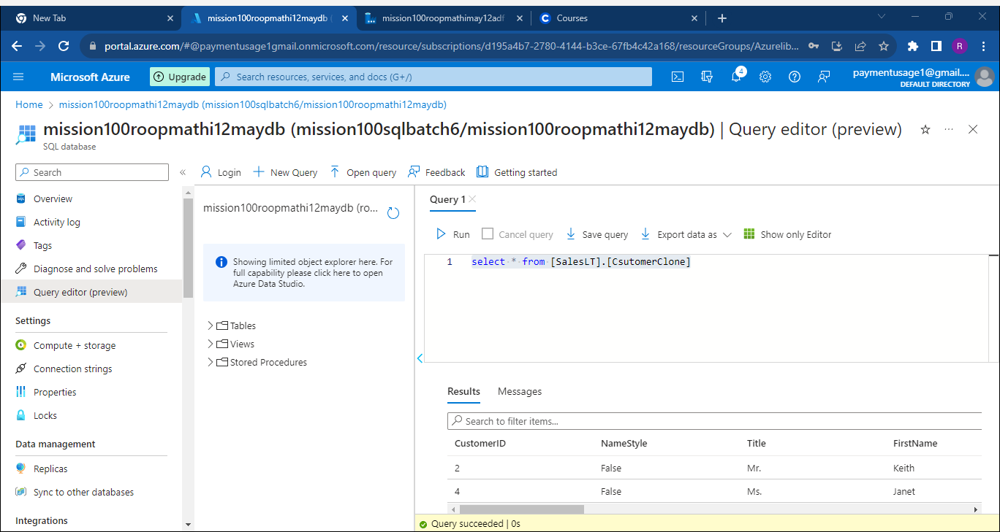 New Tab
mission100roopmathi12maydb (
mission100roopmathimay12adf
Courses
portal.azure.com/#@paymentusage1gmail.onmicrosoft.com/resource/subscriptions/d195a4b7-2780-4144-b3ce-67fb4c42a168/resourceGroups/Azurelib...
R
Microsoft Azure
Upgrade
Search resources, services, and docs (G+/)
4
paymentusage1@gmail....
DEFAULT DIRECTORY
Home > mission100roopmathi12maydb (mission100sqlbatch6/mission100roopmathi12maydb)
mission100roopmathi12maydb (mission100sqlbatch6/mission100roopmathi12maydb) | Query editor (preview)
SQL database
Search
Login
New Query
Open query
Feedback
Getting started
Overview
Activity log
Tags
Diagnose and solve problems
Query editor (preview)
Settings
Compute + storage
Connection strings
Properties
Locks
Data management
Replicas
Sync to other databases
Integrations
mission100roopmathi12maydb (ro...
Showing limited object explorer here. For
full capability please click here to open
Azure Data Studio.
Tables
Views
Stored Procedures
Query 1
Run
Cancel query
Save query
Export data as
Show only Editor
1 select * from [SalesLT].[CsutomerClone]
Results
Messages
Search to filter items...
CustomerID NameStyle Title FirstName
2 False Mr. Keith
4 False Ms. Janet
Query succeeded | 0s